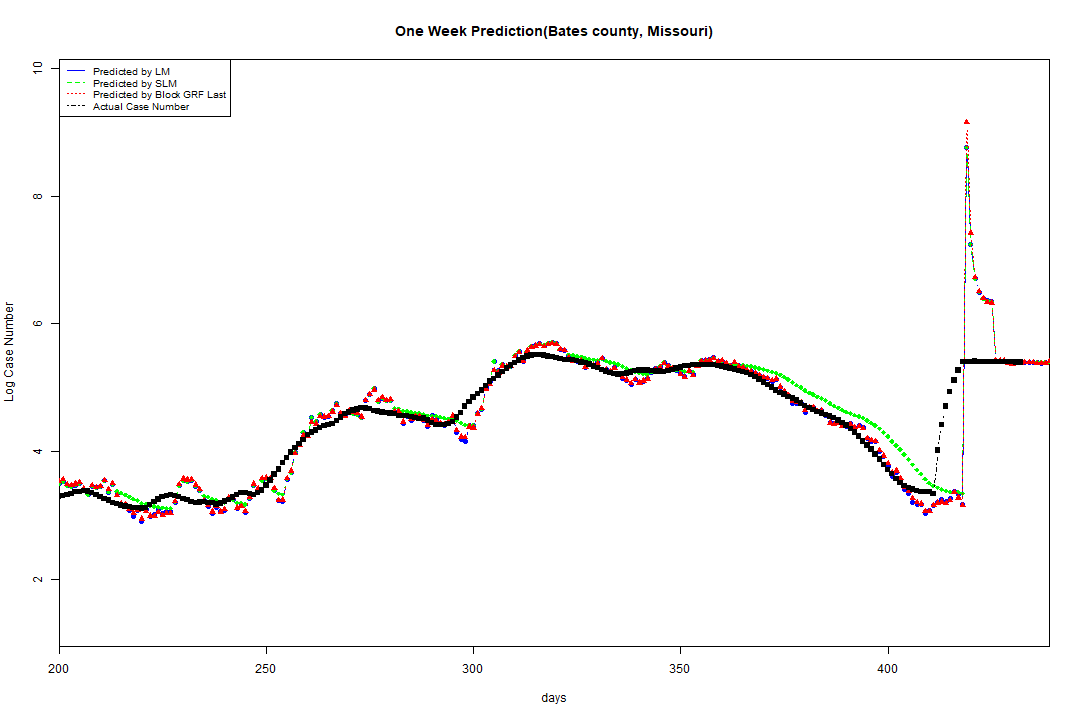 One Week Prediction(Bates county, Missouri)
Predicted by LM
Predicted by SLM
Predicted by Block GRF Last
Actual Case Number
Log Case Number
10
8
6
4
2
200 250 300 350 400
days